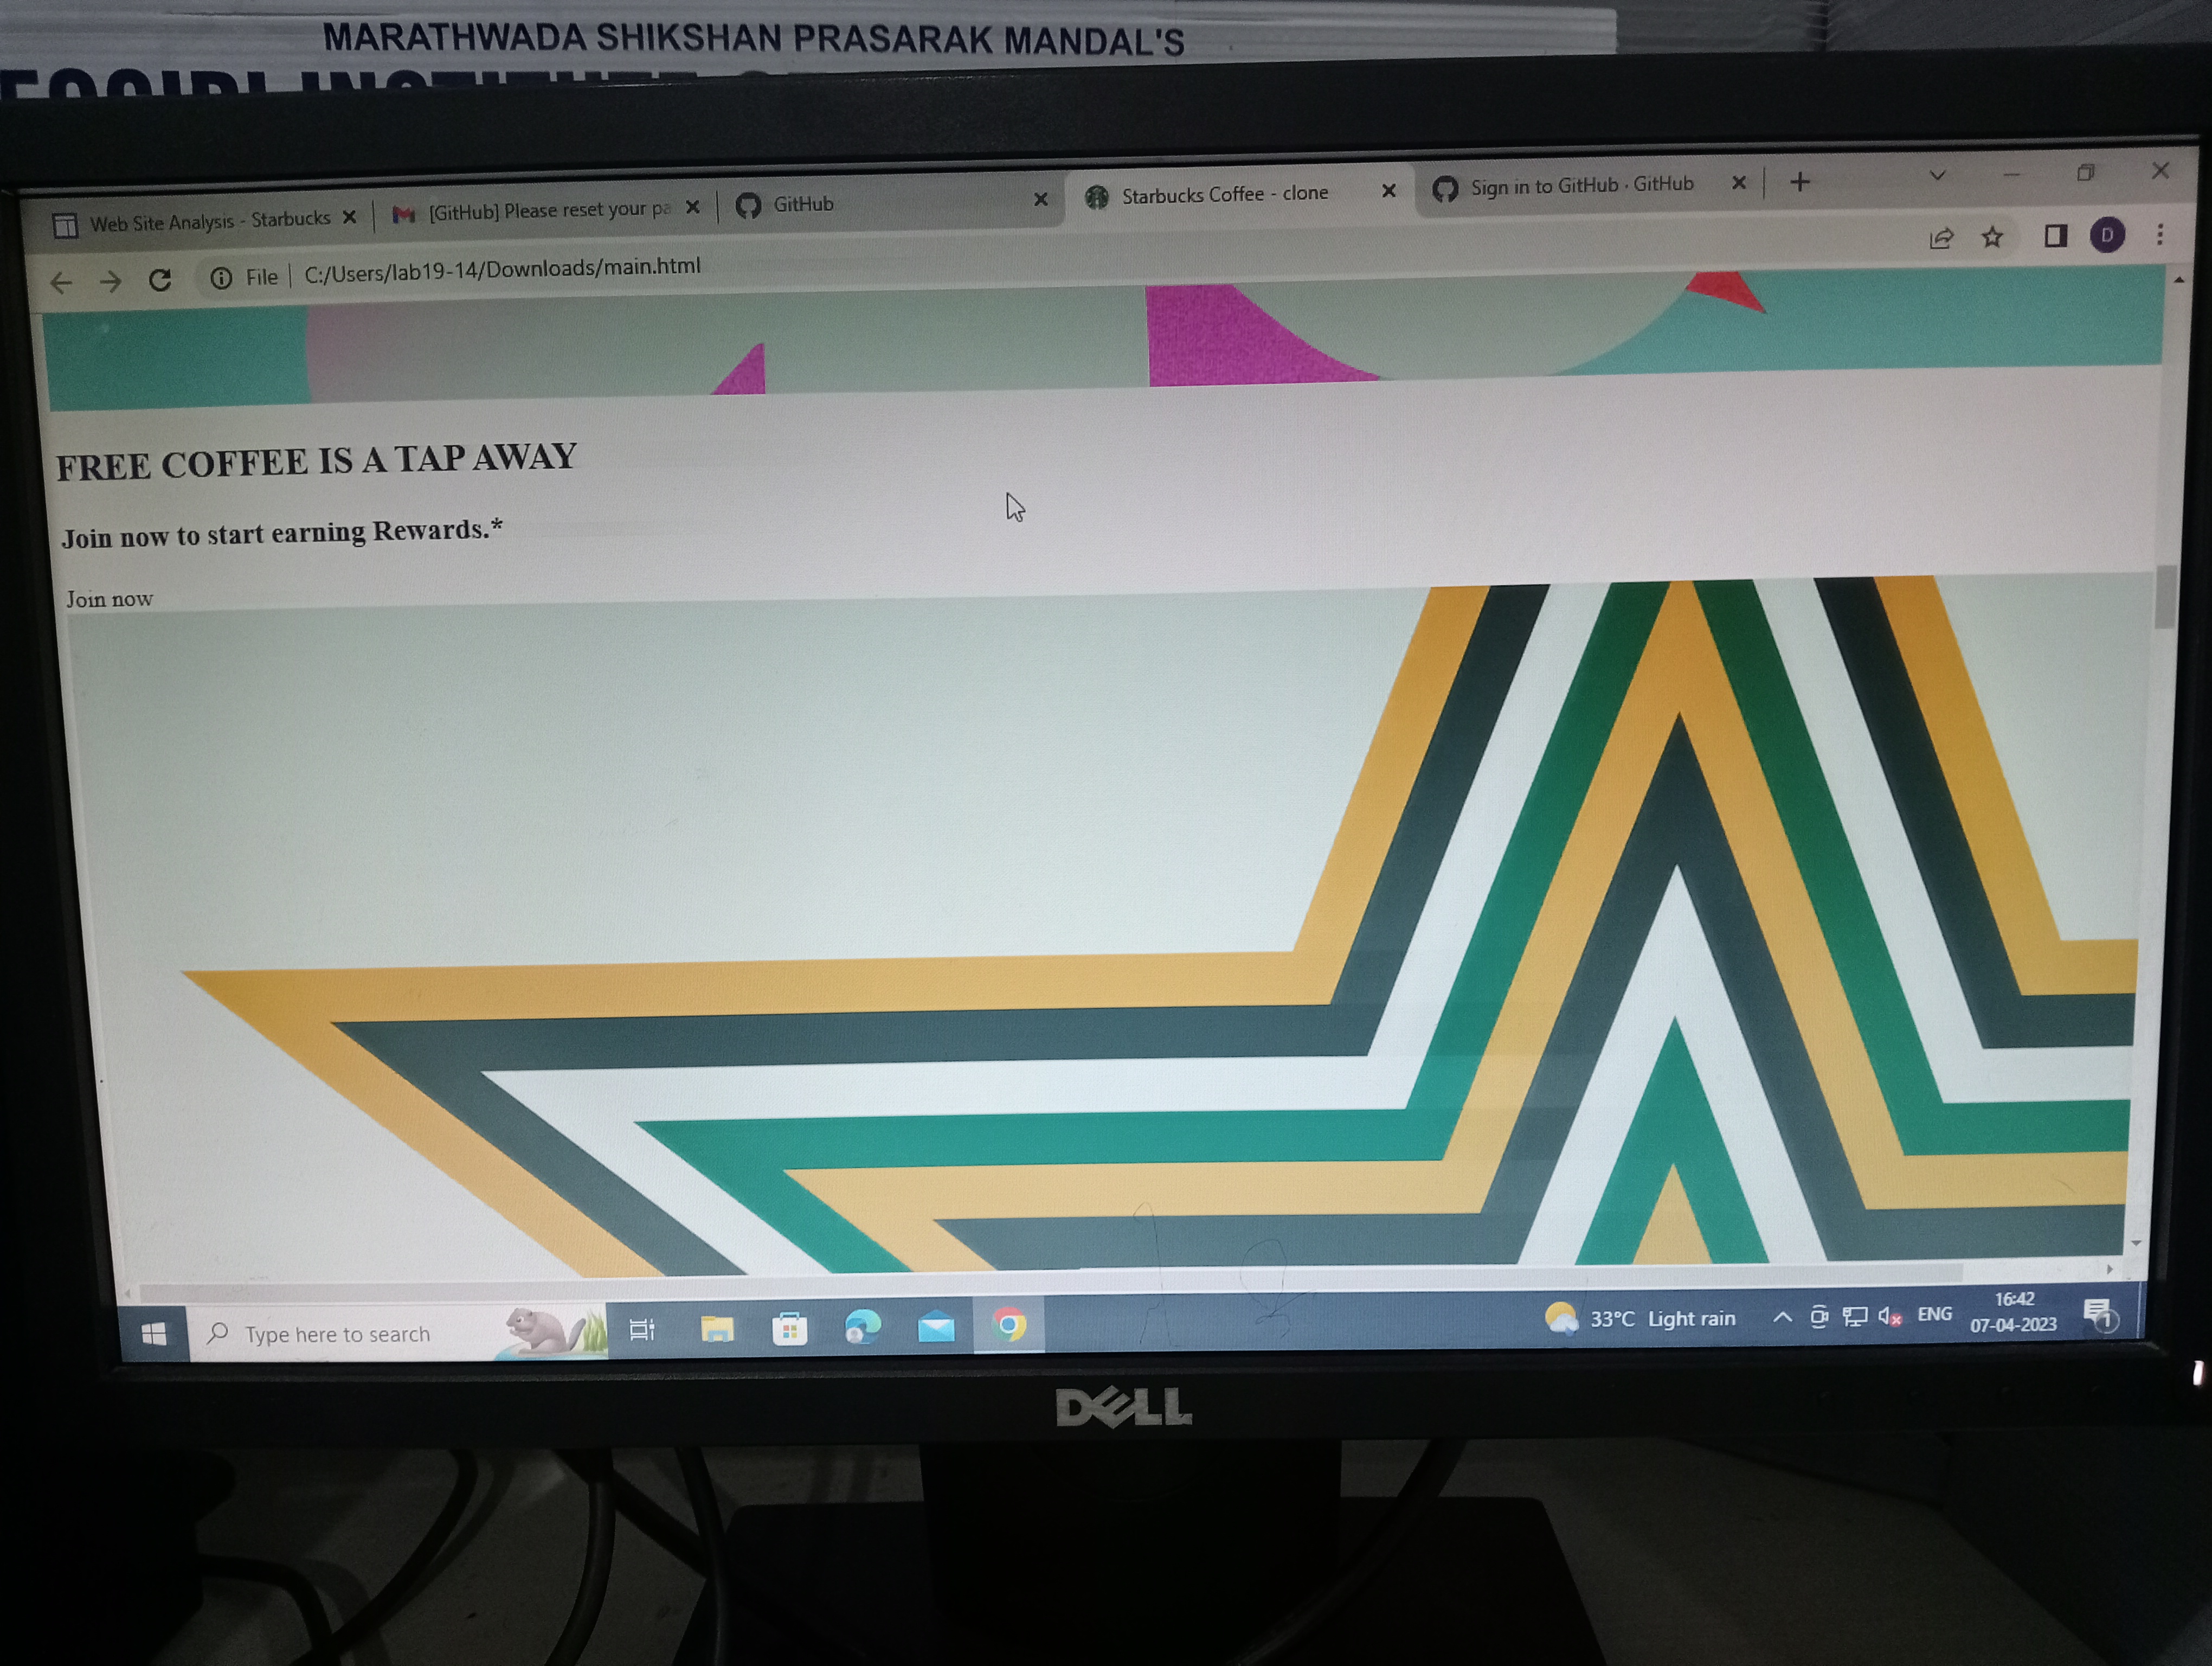 MARATHWADA SHIKSHAN PRASARAK MANDAL'S
Web Site Analysis - Starbucks
[GitHub] Please reset your pa
GitHub
Starbucks Coffee - clone
Sign in to GitHub · GitHub
File
C:/Users/lab19-14/Downloads/main.html
D
FREE COFFEE IS A TAP AWAY
Join now to start earning Rewards.*
Join now
Type here to search
33°C Light rain
ENG
16:42
07-04-2023
1
DELL